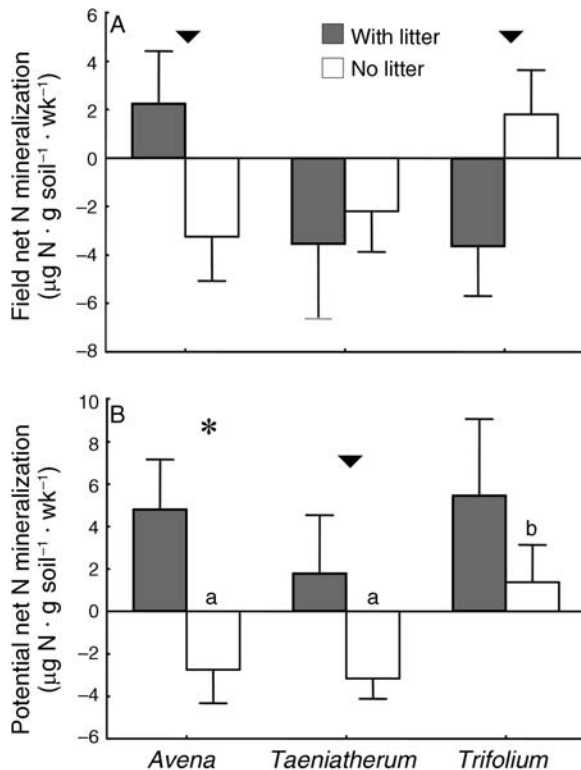 A
With litter
No litter
Field net N mineralization
(µg N · g soil⁻¹ · wk⁻¹)
6
4
2
0
−2
−4
−6
−8
B
*
a
a
b
Potential net N mineralization
(µg N · g soil⁻¹ · wk⁻¹)
10
8
6
4
2
0
−2
−4
−6
Avena Taeniatherum Trifolium